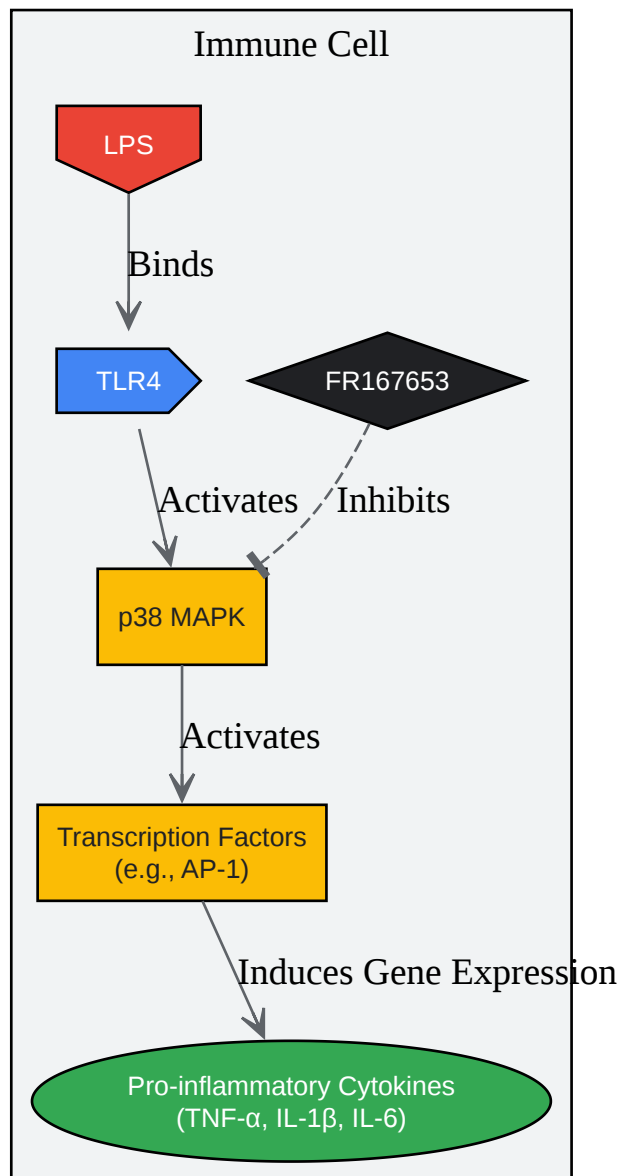 Immune Cell
LPS
Binds
TLR4
FR167653
Activates
Inhibits
p38 MAPK
Activates
Transcription Factors
(e.g., AP-1)
Induces Gene Expression
Pro-inflammatory Cytokines
(TNF-α, IL-1β, IL-6)